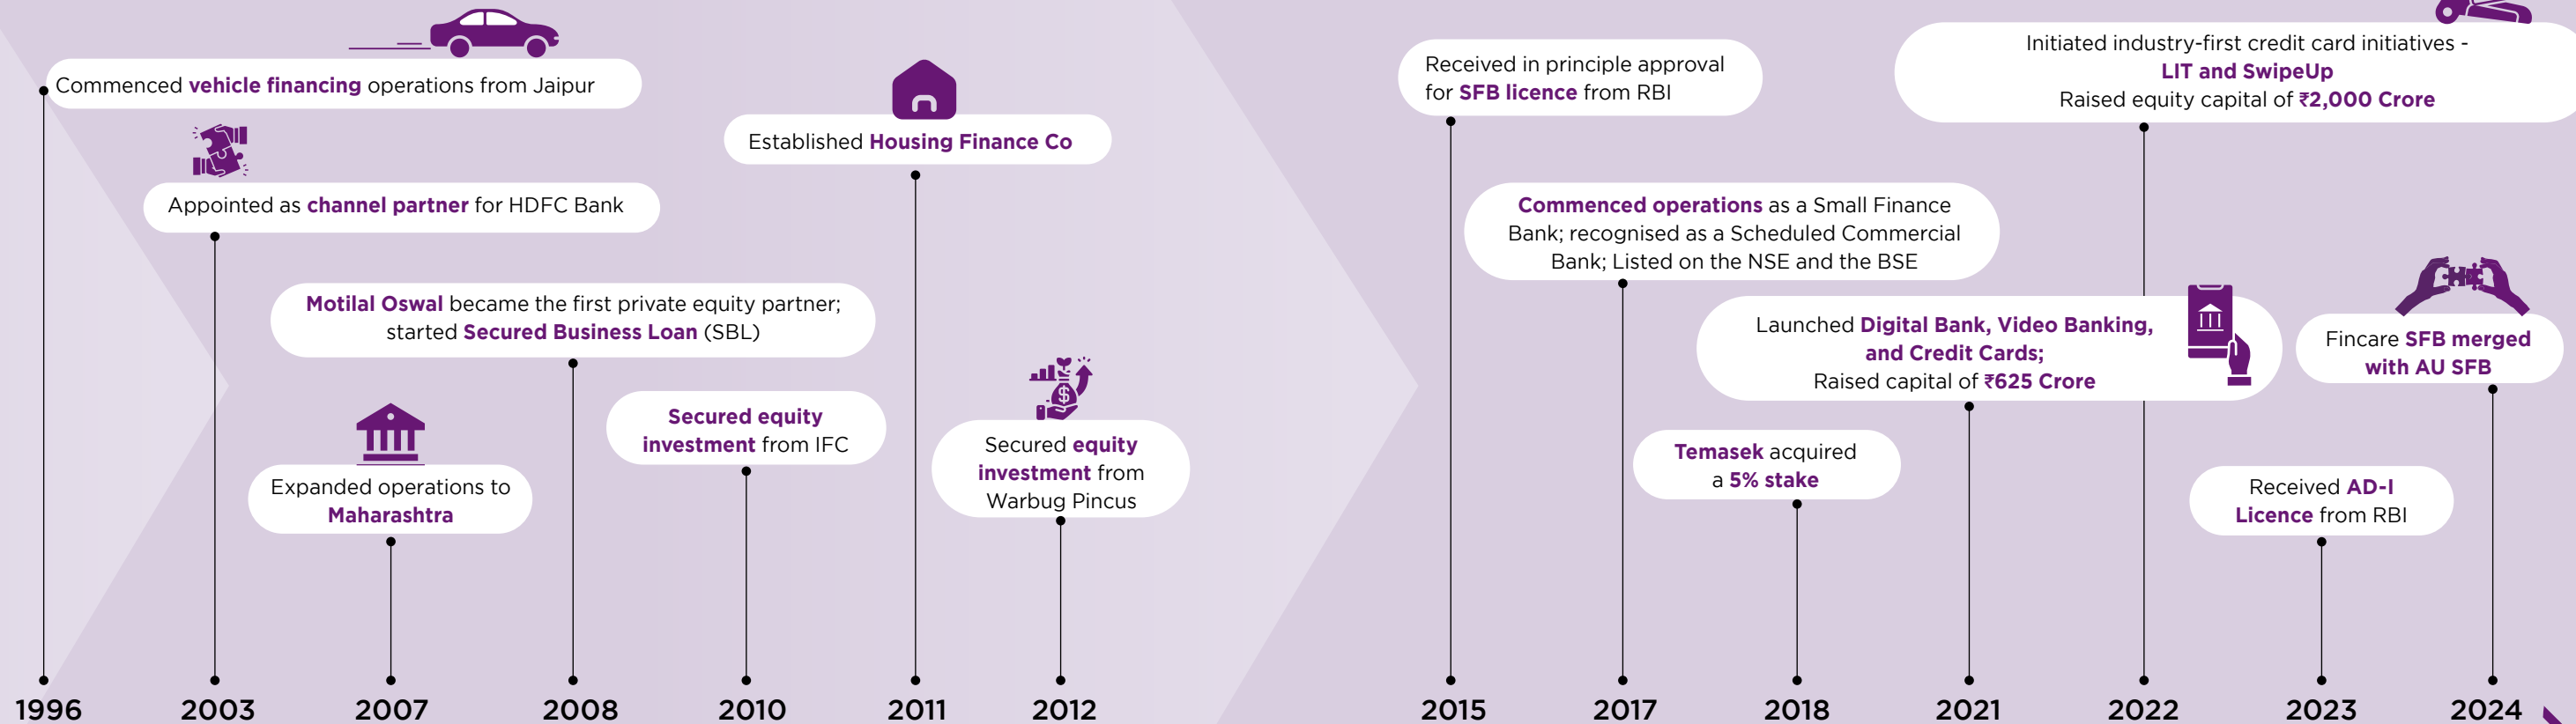 Commenced vehicle financing operations from Jaipur
Appointed as channel partner for HDFC Bank
Expanded operations to
Maharashtra
Motilal Oswal became the first private equity partner;
started Secured Business Loan (SBL)
Secured equity
investment from IFC
Established Housing Finance Co
Secured equity
investment from
Warbug Pincus
Received in principle approval
for SFB licence from RBI
Commenced operations as a Small Finance
Bank; recognised as a Scheduled Commercial
Bank; Listed on the NSE and the BSE
Temasek acquired
a 5% stake
Launched Digital Bank, Video Banking,
and Credit Cards;
Raised capital of ₹625 Crore
Initiated industry-first credit card initiatives -
LIT and SwipeUp
Raised equity capital of ₹2,000 Crore
Received AD-I
Licence from RBI
Fincare SFB merged
with AU SFB
1996 2003 2007 2008 2010 2011 2012 2015 2017 2018 2021 2022 2023 2024